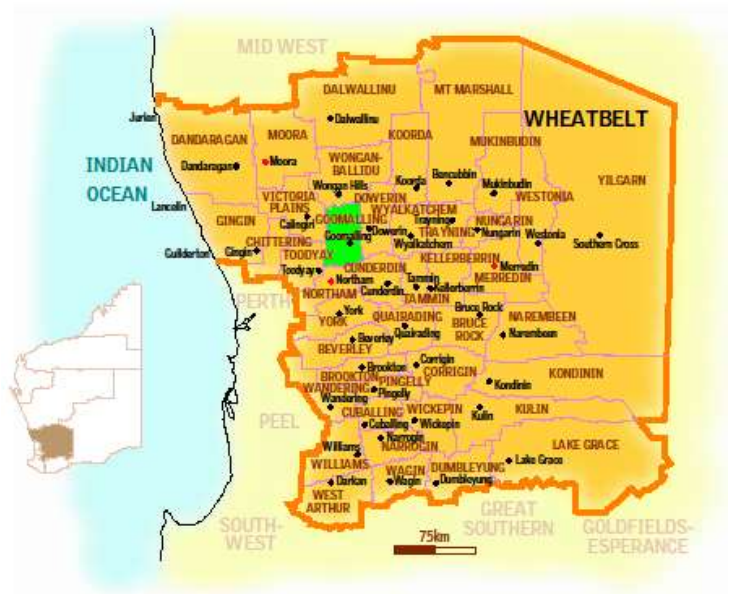 MID WEST
DALWALLINU
MT MARSHALL
Jurien
Dalwallinu
WHEATBELT
DANDARAGAN
MOORA
KOORDA
MUKINBUDIN
Dandaragan
Moora
WONGAN-
BALLIDU
INDIAN
OCEAN
Koorda
Bencubbin
YILGARN
Wongan Hills
Mukinbudin
VICTORIA
PLAINS
DOWERIN
WESTONIA
Lancelin
GOOMALLING
WYALKATCHEM
GINGIN
Calingiri
Trayning
NUNGARIN
Goomalling
Dowerin
TRAYNING
Nungarin
Westonia
Southern Cross
CHITTERING
Wyalkatchem
Guilderton
Gingin
TOODYAY
KELLERBERRIN
Toodyay
CUNDERDIN
Merredin
MERREDIN
Northam
Tammin
Cunderdin
Kellerberrin
PERTH
NORTHAM
TAMMIN
York
Bruce Rock
YORK
QUAIRADING
BRUCE
ROCK
NAREMBEEN
Quairading
Narembeen
Beverley
BEVERLEY
Corrigin
Brookton
CORRIGIN
KONDININ
BROOKTON
PINGELLY
WANDERING
Pingelly
Kondinin
Wandering
PEEL
CUBALLING
WICKEPIN
Kulin
KULIN
Cuballing
Wickepin
Narrogin
NARROGIN
LAKE GRACE
Williams
WILLIAMS
WAGIN
DUMBLEYUNG
Lake Grace
Darkan
Wagin
Dumbleyung
WEST
ARTHUR
GREAT
SOUTHERN
SOUTH-
WEST
GOLDFIELDS-
ESPERANCE
75km